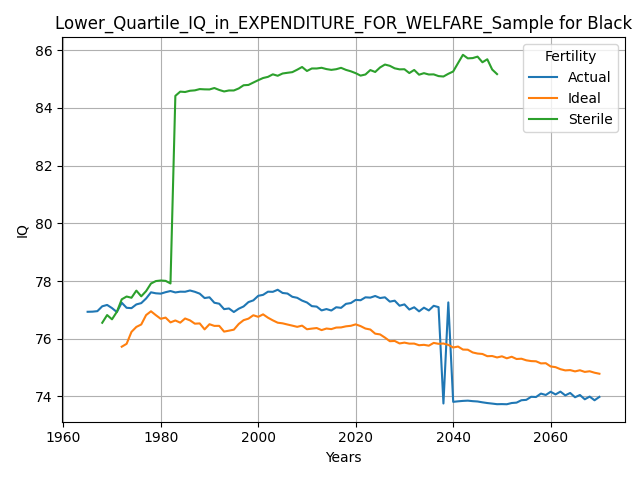 Lower_Quartile_IQ_in_EXPENDITURE_FOR_WELFARE_Sample for Black
Fertility
Actual
Ideal
Sterile
IQ
86
84
82
80
78
76
74
1960
1980
2000
2020
2040
2060
Years